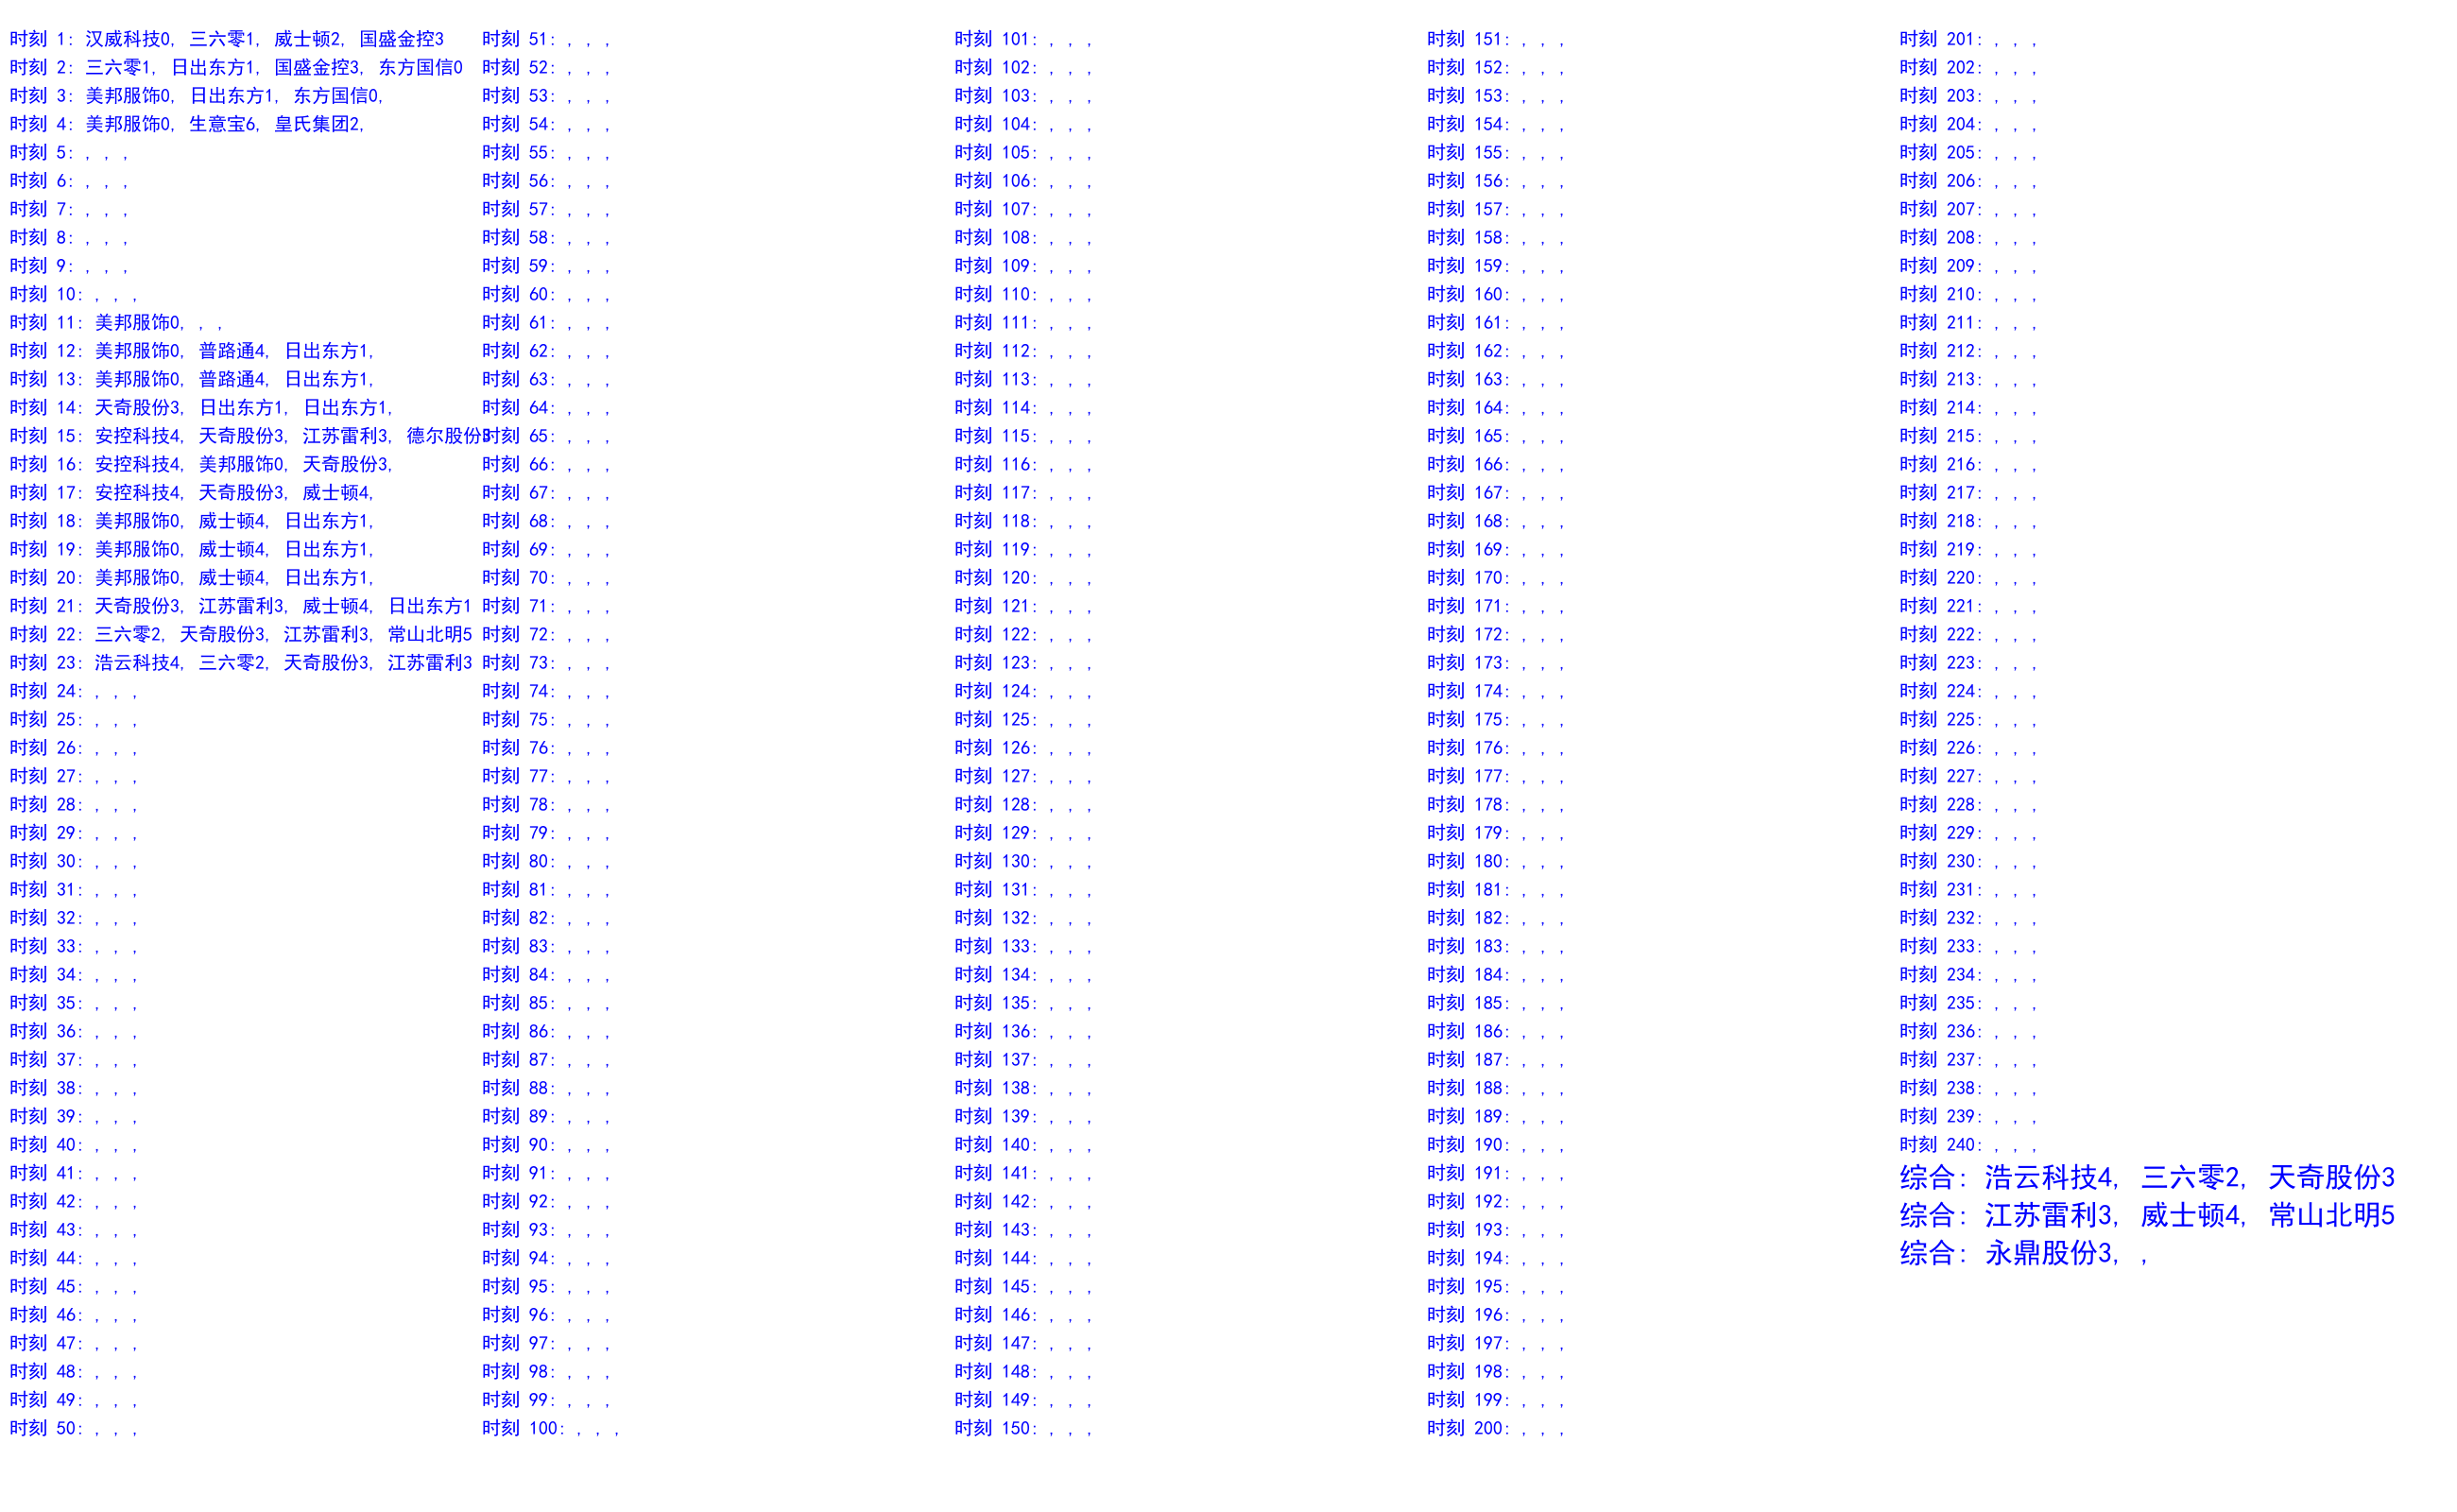 时刻 1: 汉威科技0, 三六零1, 威士顿2, 国盛金控3
时刻 2: 三六零1, 日出东方1, 国盛金控3, 东方国信0
时刻 3: 美邦服饰0, 日出东方1, 东方国信0,
时刻 4: 美邦服饰0, 生意宝6, 皇氏集团2,
时刻 5: , , ,
时刻 6: , , ,
时刻 7: , , ,
时刻 8: , , ,
时刻 9: , , ,
时刻 10: , , ,
时刻 11: 美邦服饰0, , ,
时刻 12: 美邦服饰0, 普路通4, 日出东方1,
时刻 13: 美邦服饰0, 普路通4, 日出东方1,
时刻 14: 天奇股份3, 日出东方1, 日出东方1,
时刻 15: 安控科技4, 天奇股份3, 江苏雷利3, 德尔股份
时刻 16: 安控科技4, 美邦服饰0, 天奇股份3,
时刻 17: 安控科技4, 天奇股份3, 威士顿4,
时刻 18: 美邦服饰0, 威士顿4, 日出东方1,
时刻 19: 美邦服饰0, 威士顿4, 日出东方1,
时刻 20: 美邦服饰0, 威士顿4, 日出东方1,
时刻 21: 天奇股份3, 江苏雷利3, 威士顿4, 日出东方1
时刻 22: 三六零2, 天奇股份3, 江苏雷利3, 常山北明5
时刻 23: 浩云科技4, 三六零2, 天奇股份3, 江苏雷利3
时刻 24: , , ,
时刻 25: , , ,
时刻 26: , , ,
时刻 27: , , ,
时刻 28: , , ,
时刻 29: , , ,
时刻 30: , , ,
时刻 31: , , ,
时刻 32: , , ,
时刻 33: , , ,
时刻 34: , , ,
时刻 35: , , ,
时刻 36: , , ,
时刻 37: , , ,
时刻 38: , , ,
时刻 39: , , ,
时刻 40: , , ,
时刻 41: , , ,
时刻 42: , , ,
时刻 43: , , ,
时刻 44: , , ,
时刻 45: , , ,
时刻 46: , , ,
时刻 47: , , ,
时刻 48: , , ,
时刻 49: , , ,
时刻 50: , , ,
时刻 51: , , ,
时刻 52: , , ,
时刻 53: , , ,
时刻 54: , , ,
时刻 55: , , ,
时刻 56: , , ,
时刻 57: , , ,
时刻 58: , , ,
时刻 59: , , ,
时刻 60: , , ,
时刻 61: , , ,
时刻 62: , , ,
时刻 63: , , ,
时刻 64: , , ,
时刻 65: , , ,
时刻 66: , , ,
时刻 67: , , ,
时刻 68: , , ,
时刻 69: , , ,
时刻 70: , , ,
时刻 71: , , ,
时刻 72: , , ,
时刻 73: , , ,
时刻 74: , , ,
时刻 75: , , ,
时刻 76: , , ,
时刻 77: , , ,
时刻 78: , , ,
时刻 79: , , ,
时刻 80: , , ,
时刻 81: , , ,
时刻 82: , , ,
时刻 83: , , ,
时刻 84: , , ,
时刻 85: , , ,
时刻 86: , , ,
时刻 87: , , ,
时刻 88: , , ,
时刻 89: , , ,
时刻 90: , , ,
时刻 91: , , ,
时刻 92: , , ,
时刻 93: , , ,
时刻 94: , , ,
时刻 95: , , ,
时刻 96: , , ,
时刻 97: , , ,
时刻 98: , , ,
时刻 99: , , ,
时刻 100: , , ,
时刻 101: , , ,
时刻 102: , , ,
时刻 103: , , ,
时刻 104: , , ,
时刻 105: , , ,
时刻 106: , , ,
时刻 107: , , ,
时刻 108: , , ,
时刻 109: , , ,
时刻 110: , , ,
时刻 111: , , ,
时刻 112: , , ,
时刻 113: , , ,
时刻 114: , , ,
时刻 115: , , ,
时刻 116: , , ,
时刻 117: , , ,
时刻 118: , , ,
时刻 119: , , ,
时刻 120: , , ,
时刻 121: , , ,
时刻 122: , , ,
时刻 123: , , ,
时刻 124: , , ,
时刻 125: , , ,
时刻 126: , , ,
时刻 127: , , ,
时刻 128: , , ,
时刻 129: , , ,
时刻 130: , , ,
时刻 131: , , ,
时刻 132: , , ,
时刻 133: , , ,
时刻 134: , , ,
时刻 135: , , ,
时刻 136: , , ,
时刻 137: , , ,
时刻 138: , , ,
时刻 139: , , ,
时刻 140: , , ,
时刻 141: , , ,
时刻 142: , , ,
时刻 143: , , ,
时刻 144: , , ,
时刻 145: , , ,
时刻 146: , , ,
时刻 147: , , ,
时刻 148: , , ,
时刻 149: , , ,
时刻 150: , , ,
时刻 151: , , ,
时刻 152: , , ,
时刻 153: , , ,
时刻 154: , , ,
时刻 155: , , ,
时刻 156: , , ,
时刻 157: , , ,
时刻 158: , , ,
时刻 159: , , ,
时刻 160: , , ,
时刻 161: , , ,
时刻 162: , , ,
时刻 163: , , ,
时刻 164: , , ,
时刻 165: , , ,
时刻 166: , , ,
时刻 167: , , ,
时刻 168: , , ,
时刻 169: , , ,
时刻 170: , , ,
时刻 171: , , ,
时刻 172: , , ,
时刻 173: , , ,
时刻 174: , , ,
时刻 175: , , ,
时刻 176: , , ,
时刻 177: , , ,
时刻 178: , , ,
时刻 179: , , ,
时刻 180: , , ,
时刻 181: , , ,
时刻 182: , , ,
时刻 183: , , ,
时刻 184: , , ,
时刻 185: , , ,
时刻 186: , , ,
时刻 187: , , ,
时刻 188: , , ,
时刻 189: , , ,
时刻 190: , , ,
时刻 191: , , ,
时刻 192: , , ,
时刻 193: , , ,
时刻 194: , , ,
时刻 195: , , ,
时刻 196: , , ,
时刻 197: , , ,
时刻 198: , , ,
时刻 199: , , ,
时刻 200: , , ,
时刻 201: , , ,
时刻 202: , , ,
时刻 203: , , ,
时刻 204: , , ,
时刻 205: , , ,
时刻 206: , , ,
时刻 207: , , ,
时刻 208: , , ,
时刻 209: , , ,
时刻 210: , , ,
时刻 211: , , ,
时刻 212: , , ,
时刻 213: , , ,
时刻 214: , , ,
时刻 215: , , ,
时刻 216: , , ,
时刻 217: , , ,
时刻 218: , , ,
时刻 219: , , ,
时刻 220: , , ,
时刻 221: , , ,
时刻 222: , , ,
时刻 223: , , ,
时刻 224: , , ,
时刻 225: , , ,
时刻 226: , , ,
时刻 227: , , ,
时刻 228: , , ,
时刻 229: , , ,
时刻 230: , , ,
时刻 231: , , ,
时刻 232: , , ,
时刻 233: , , ,
时刻 234: , , ,
时刻 235: , , ,
时刻 236: , , ,
时刻 237: , , ,
时刻 238: , , ,
时刻 239: , , ,
时刻 240: , , ,
综合: 浩云科技4, 三六零2, 天奇股份3
综合: 江苏雷利3, 威士顿4, 常山北明5
综合: 永鼎股份3, ,